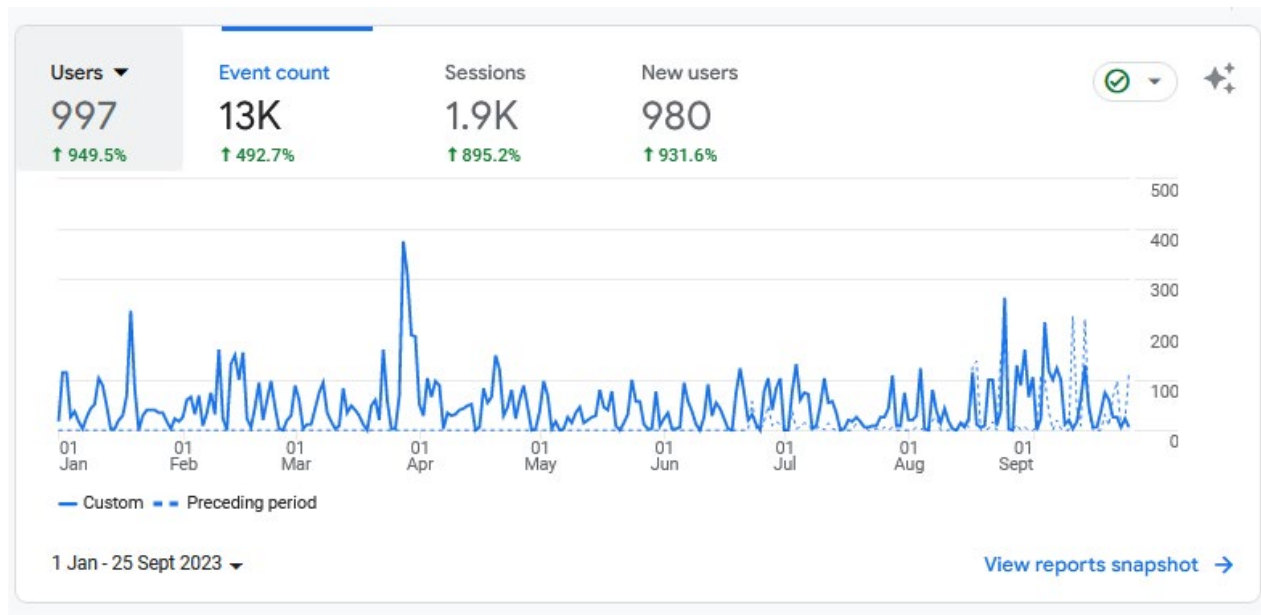 Users
Event count
Sessions
New users
997
13K
1.9K
980
↑ 949.5%
↑ 492.7%
↑ 895.2%
↑ 931.6%
500
400
300
200
100
0
01 Jan
01 Feb
01 Mar
01 Apr
01 May
01 Jun
01 Jul
01 Aug
01 Sept
Custom
Preceding period
1 Jan - 25 Sept 2023
View reports snapshot →